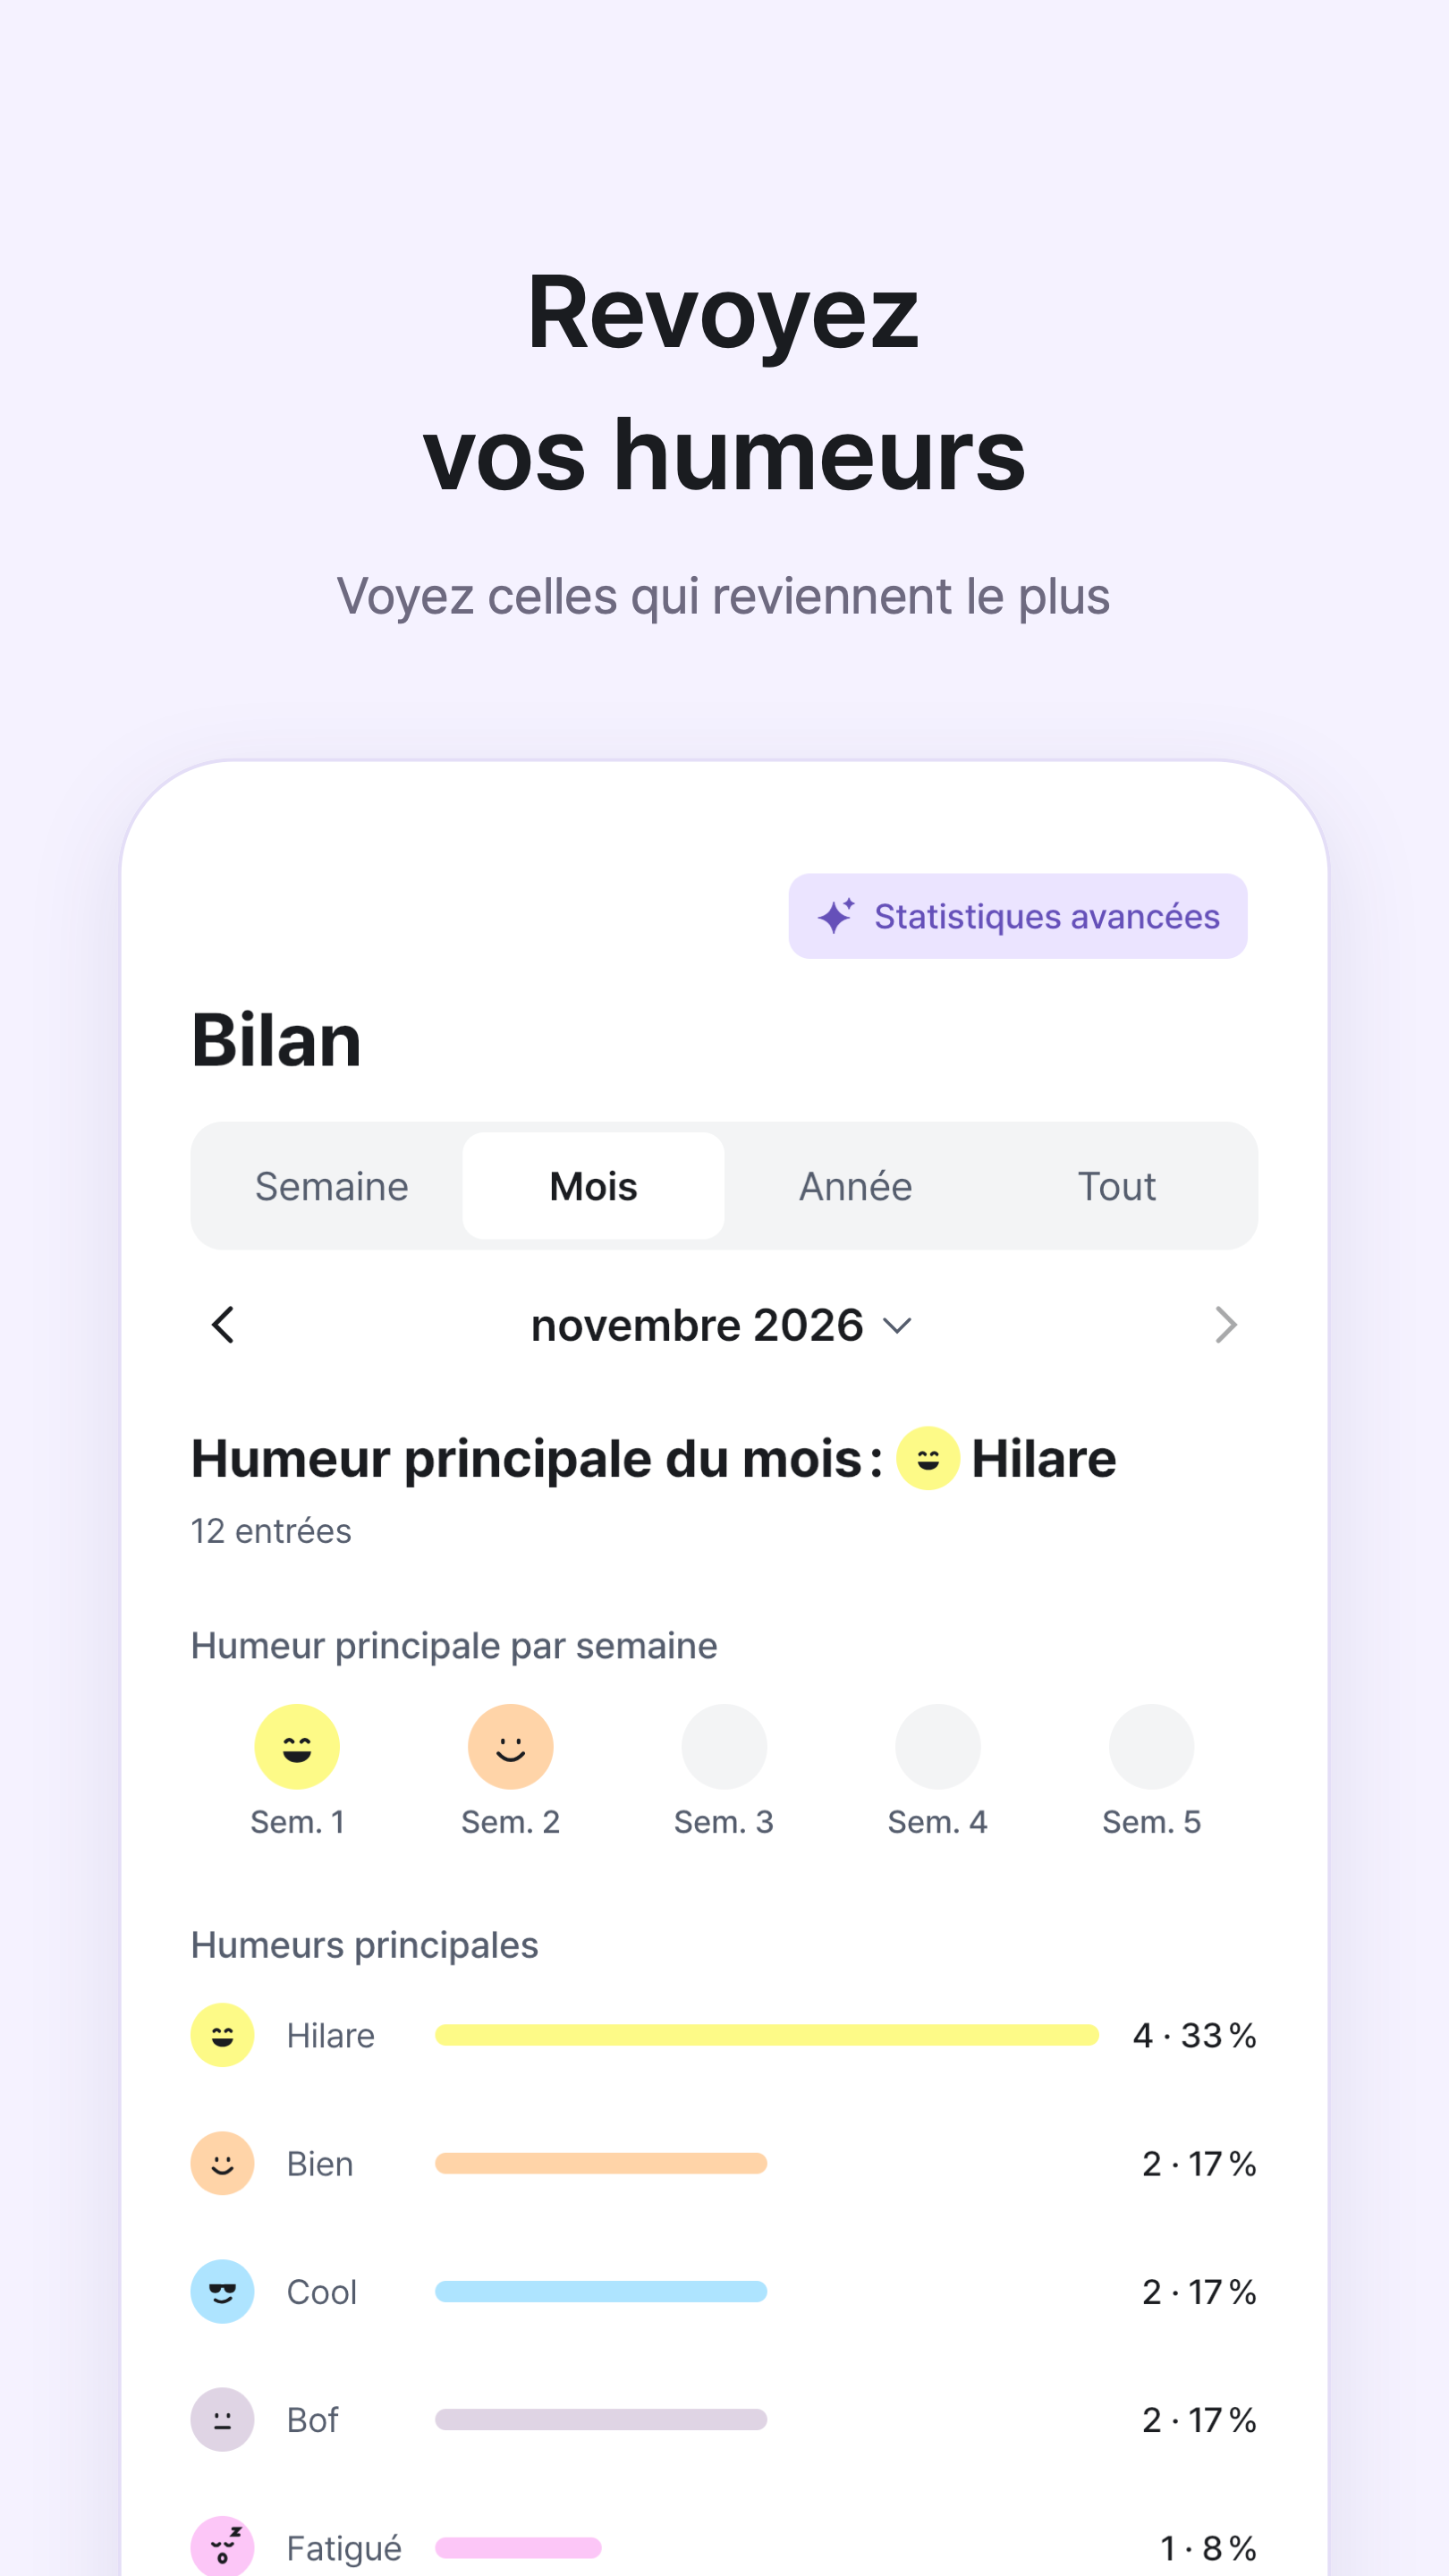 Revoyez
vos humeurs
Voyez celles qui reviennent le plus
Statistiques avancées
Bilan
Semaine Mois Année Tout
novembre 2026
Humeur principale du mois : Hilare
12 entrées
Humeur principale par semaine
Sem. 1 Sem. 2 Sem. 3 Sem. 4 Sem. 5
Humeurs principales
Hilare 4 · 33 %
Bien 2 · 17 %
Cool 2 · 17 %
Bof 2 · 17 %
Fatigué 1 · 8 %